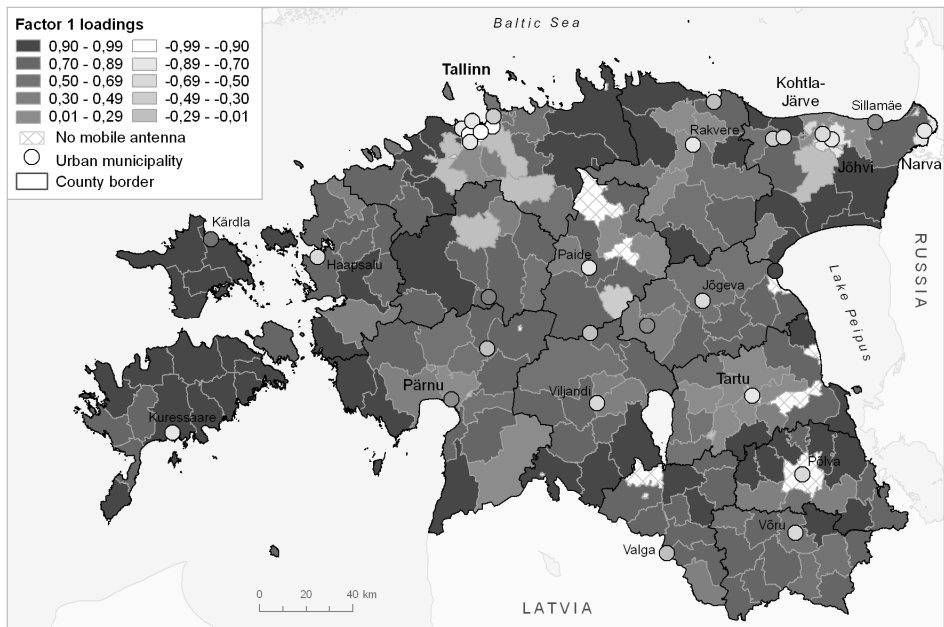 Factor 1 loadings
0,90 - 0,99 -0,99 - -0,90
0,70 - 0,89 -0,89 - -0,70
0,50 - 0,69 -0,69 - -0,50
0,30 - 0,49 -0,49 - -0,30
0,01 - 0,29 -0,29 - -0,01
No mobile antenna
Urban municipality
County border
Baltic Sea
Tallinn
Kohtla-
Järve
Sillamäe
Rakvere
Jõhvi
Narva
Kärdla
Haapsalu
Paide
Jõgeva
Lake Peipus
RUSSIA
Pärnu
Viljandi
Tartu
Kuressaare
Põlva
Võru
Valga
0 20 40 km
LATVIA